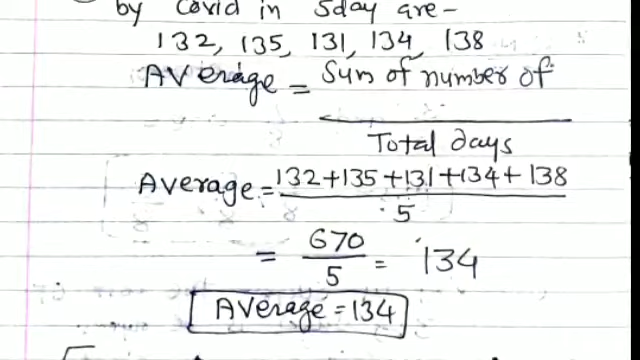 by Covid in 5day are-
132, 135, 131, 134, 138
AVerage = Sum of number of
Total days
Average = 132+135+131+134+138
5
= 670
5 = 134
AVerage = 134